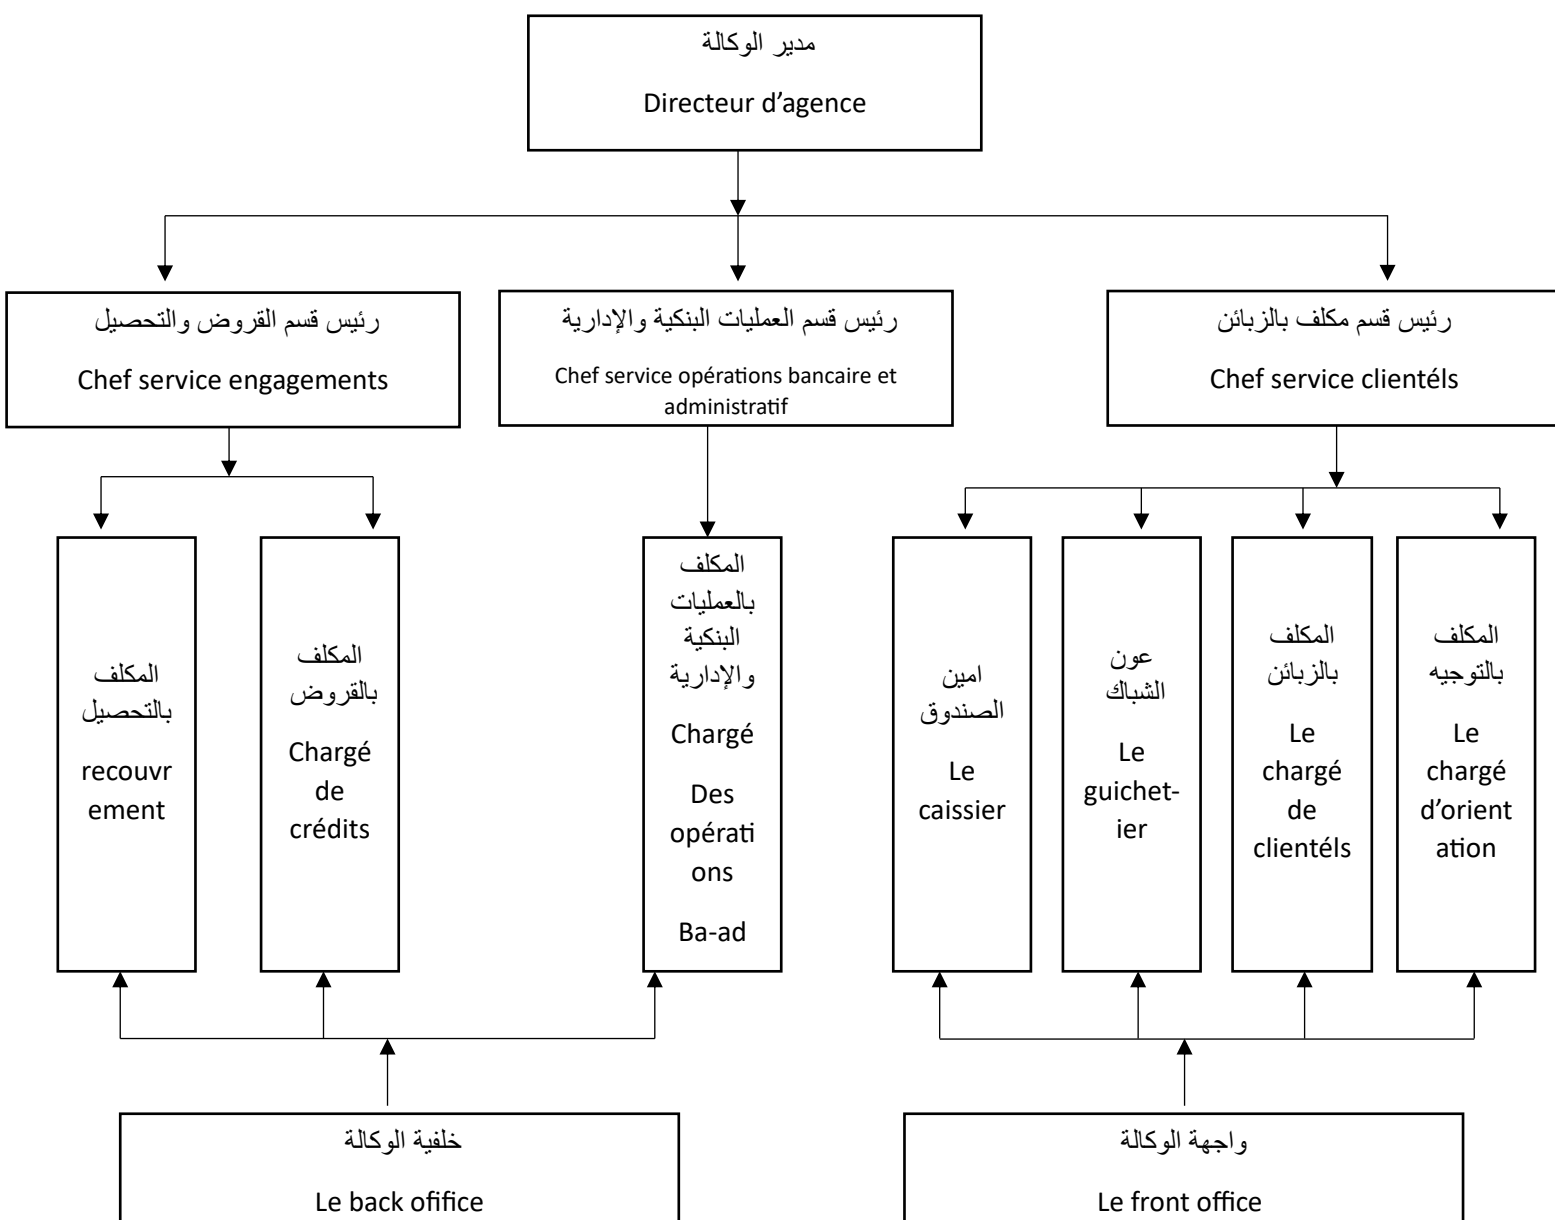 مدير الوكالة
Directeur d’agence
رئيس قسم القروض والتحصيل
Chef service engagements
رئيس قسم العمليات البنكية والإدارية
Chef service opérations bancaire et
administratif
رئيس قسم مكلف بالزبائن
Chef service clientéls
المكلف
بالتحصيل
recouvr
ement
المكلف
بالقروض
Chargé
de
crédits
المكلف
بالعمليات
البنكية
والإدارية
Chargé
Des
opérati
ons
Ba-ad
امين
الصندوق
Le
caissier
عون
الشباك
Le
guichet-
ier
المكلف
بالزبائن
Le
chargé
de
clientéls
المكلف
بالتوجيه
Le
chargé
d’orient
ation
خلفية الوكالة
Le back ofifice
واجهة الوكالة
Le front office